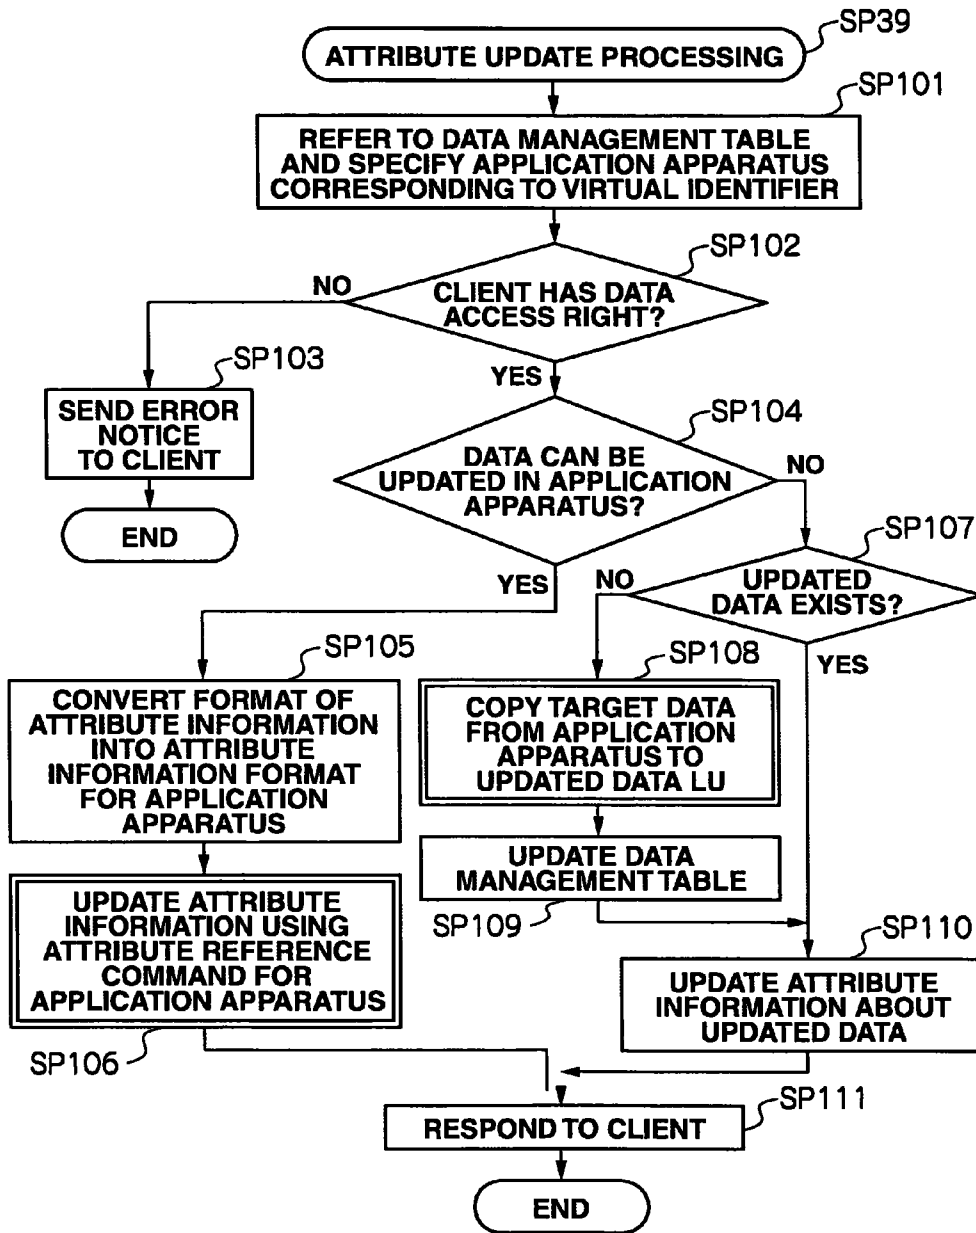 SP39
ATTRIBUTE UPDATE PROCESSING
SP101
REFER TO DATA MANAGEMENT TABLE
AND SPECIFY APPLICATION APPARATUS
CORRESPONDING TO VIRTUAL IDENTIFIER
SP102
NO
CLIENT HAS DATA
ACCESS RIGHT?
YES
SP103
SEND ERROR
NOTICE
TO CLIENT
END
SP104
DATA CAN BE
UPDATED IN APPLICATION
APPARATUS?
NO
YES
SP107
UPDATED
DATA EXISTS?
NO
YES
SP105
CONVERT FORMAT OF
ATTRIBUTE INFORMATION
INTO ATTRIBUTE
INFORMATION FORMAT
FOR APPLICATION
APPARATUS
SP108
COPY TARGET DATA
FROM APPLICATION
APPARATUS TO
UPDATED DATA LU
UPDATE DATA
MANAGEMENT TABLE
SP109
UPDATE ATTRIBUTE
INFORMATION USING
ATTRIBUTE REFERENCE
COMMAND FOR
APPLICATION APPARATUS
SP106
SP110
UPDATE ATTRIBUTE
INFORMATION ABOUT
UPDATED DATA
SP111
RESPOND TO CLIENT
END